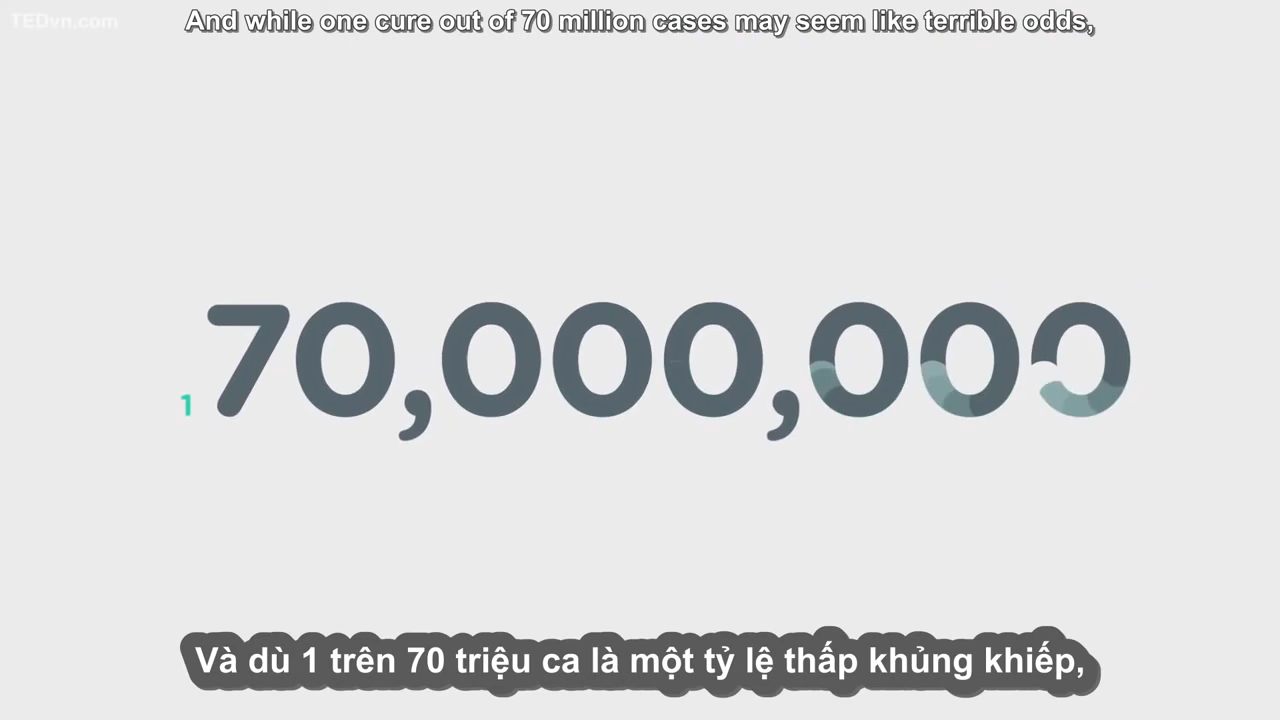 TEDvn.com
And while one cure out of 70 million cases may seem like terrible odds,
1 70,000,000
Và dù 1 trên 70 triệu ca là một tỷ lệ thấp khủng khiếp,